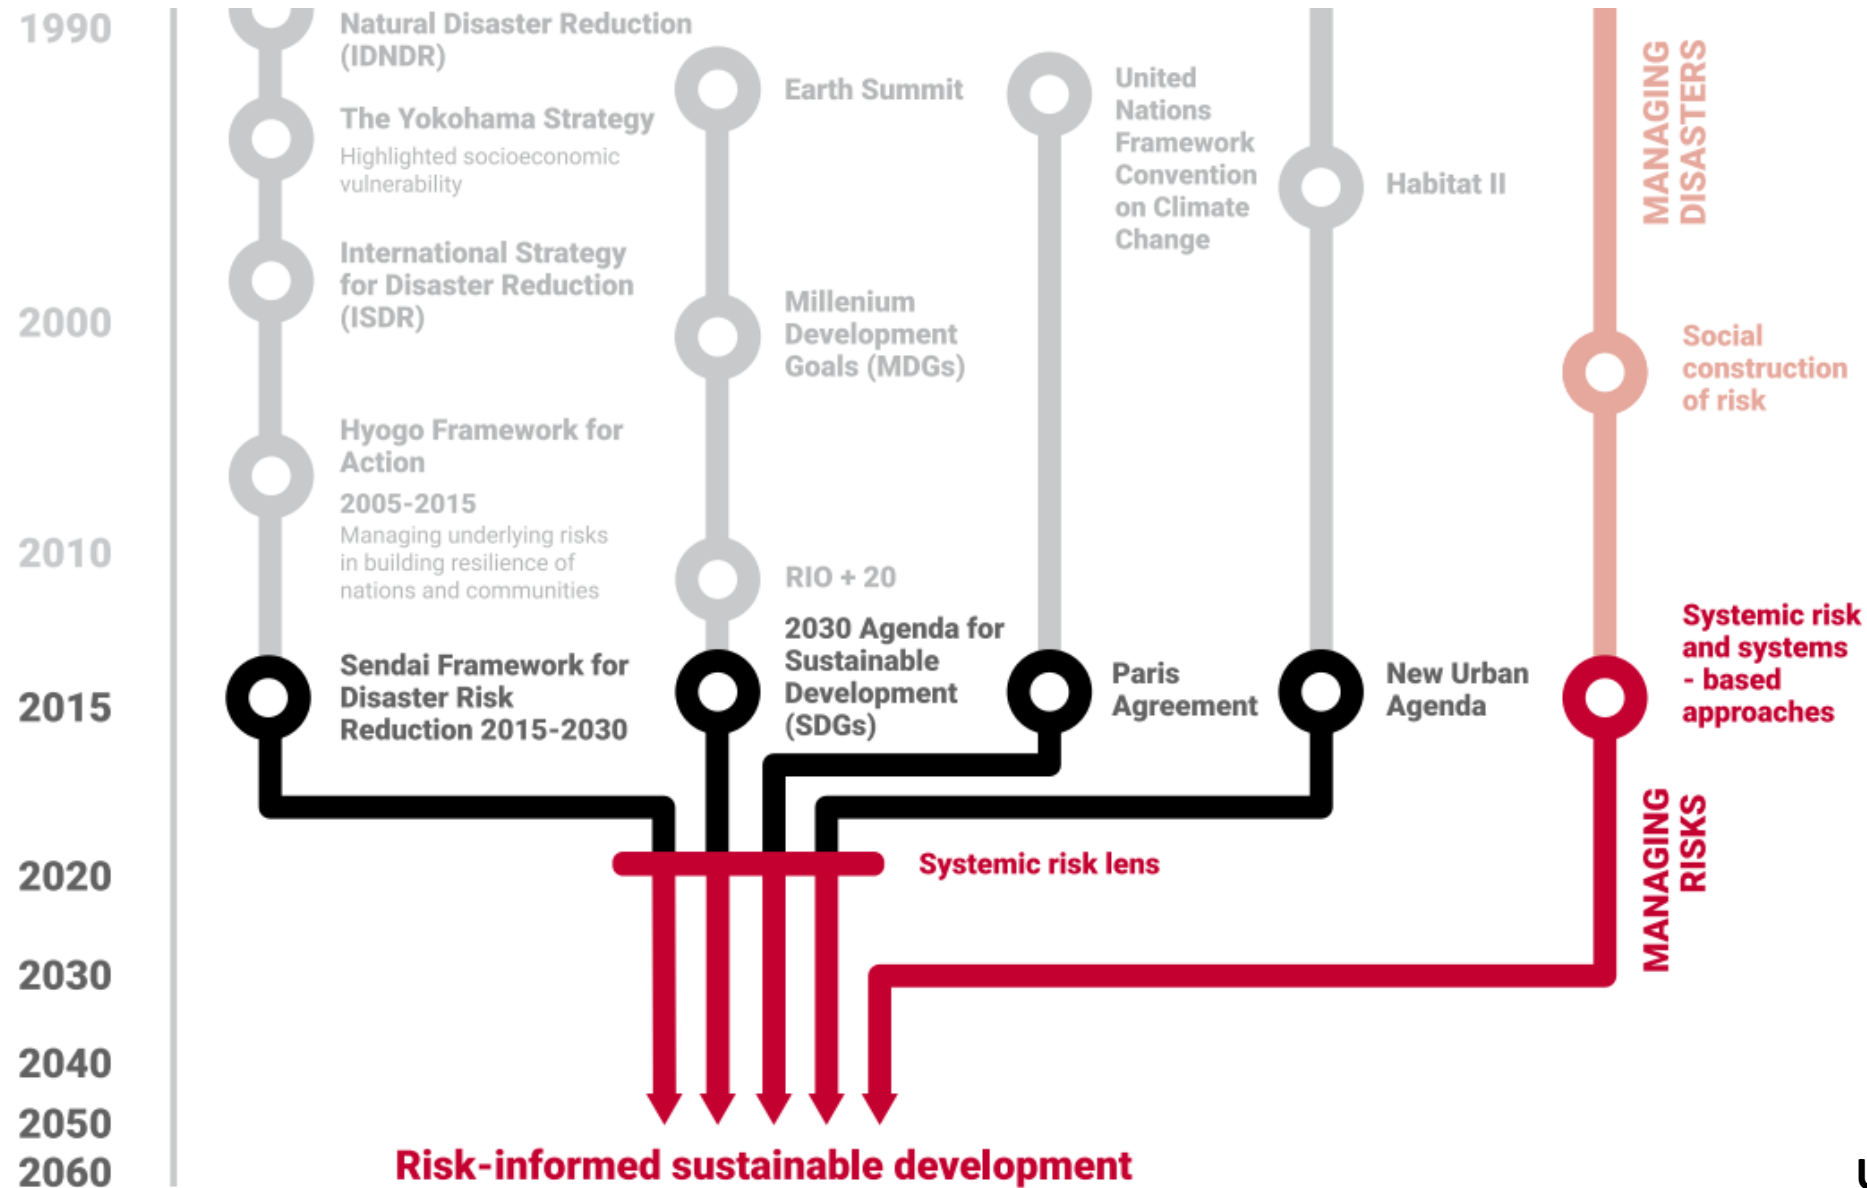 1990
2000
2010
2015
2020
2030
2040
2050
2060
Natural Disaster Reduction
(IDNDR)
The Yokohama Strategy
Highlighted socioeconomic
vulnerability
International Strategy
for Disaster Reduction
(ISDR)
Hyogo Framework for
Action
2005-2015
Managing underlying risks
in building resilience of
nations and communities
Sendai Framework for
Disaster Risk
Reduction 2015-2030
Earth Summit
Millenium
Development
Goals (MDGs)
RIO + 20
2030 Agenda for
Sustainable
Development
(SDGs)
United
Nations
Framework
Convention
on Climate
Change
Paris
Agreement
Habitat II
New Urban
Agenda
MANAGING
DISASTERS
Social
construction
of risk
Systemic risk
and systems
- based
approaches
MANAGING
RISKS
Systemic risk lens
Risk-informed sustainable development